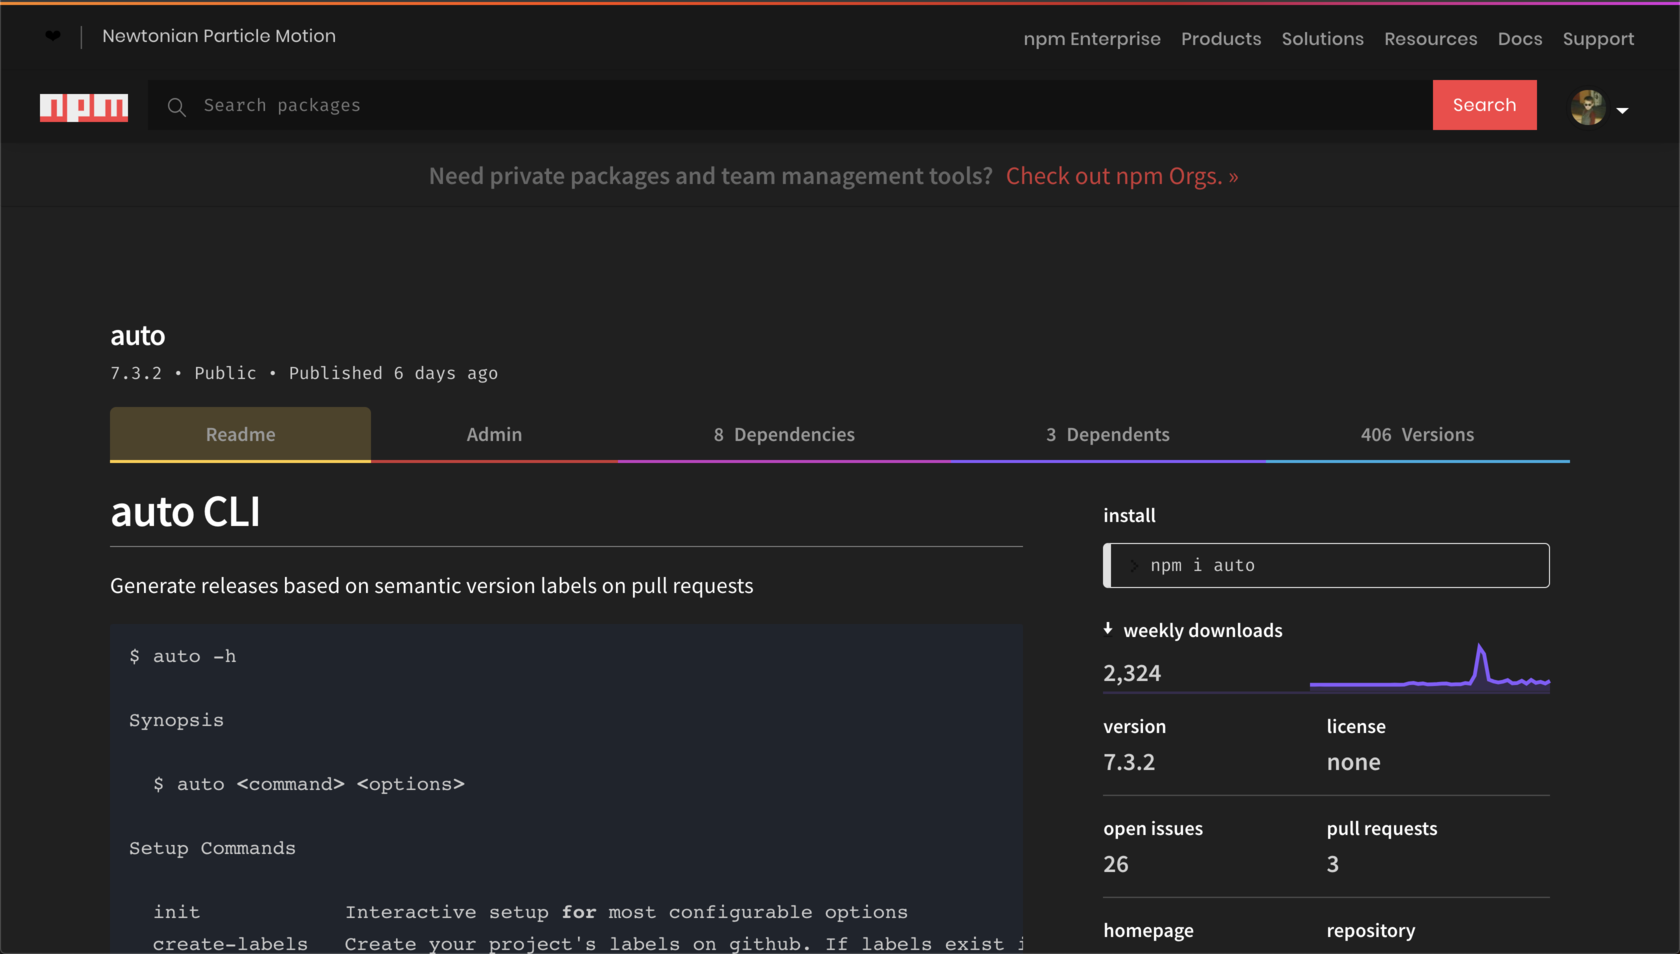 Newtonian Particle Motion
npm Enterprise Products Solutions Resources Docs Support
npm
Search packages
Search
Need private packages and team management tools? Check out npm Orgs. »
auto
7.3.2 • Public • Published 6 days ago
Readme
Admin
8 Dependencies
3 Dependents
406 Versions
auto CLI
Generate releases based on semantic version labels on pull requests
$ auto -h
Synopsis
$ auto <command> <options>
Setup Commands
init Interactive setup for most configurable options
create-labels Create your project's labels on github. If labels exist i
install
> npm i auto
weekly downloads
2,324
version
7.3.2
license
none
open issues
26
pull requests
3
homepage
repository